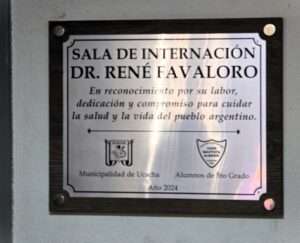 SALA DE INTERNACIÓN
DR. RENÉ FAVALORO
En reconocimiento por su labor,
dedicación y compromiso para cuidar
la salud y la vida del pueblo argentino.
Municipalidad de Ucacha
Alumnos de 5to Grado
Año 2024